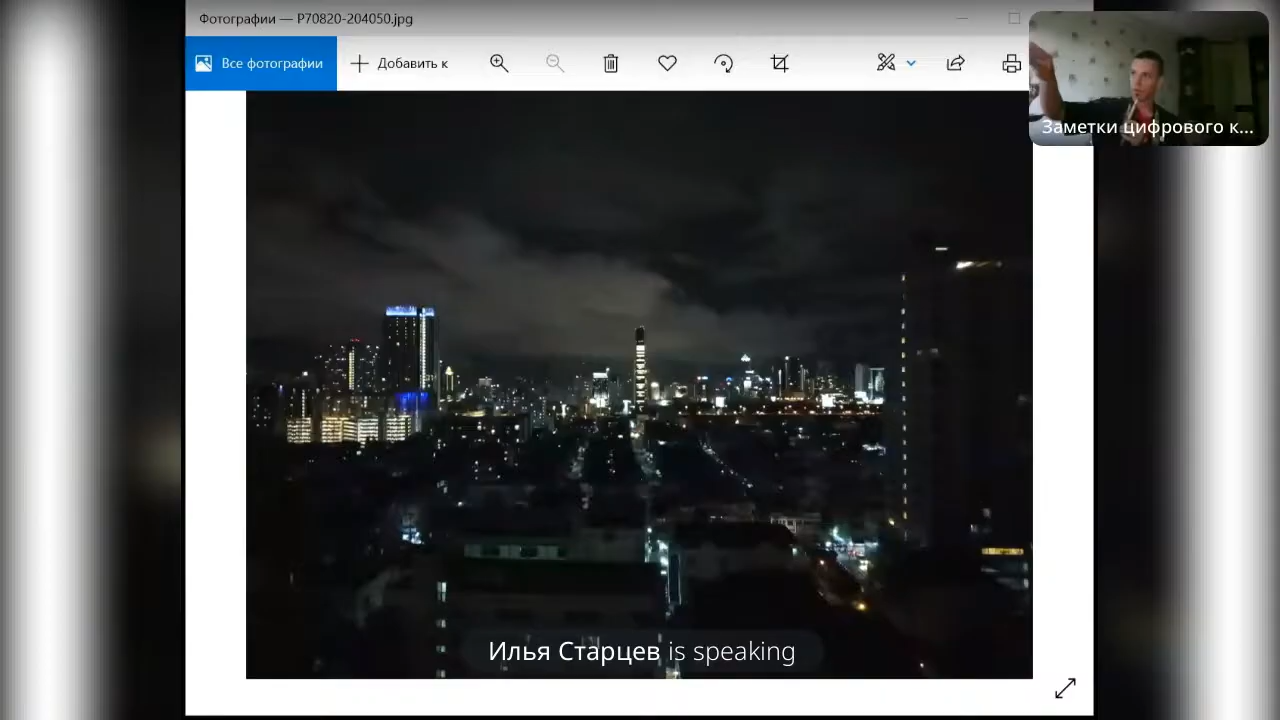 Фотографии — P70820-204050.jpg
Все фотографии
Добавить к
Заметки цифрового к...
Илья Старцев is speaking